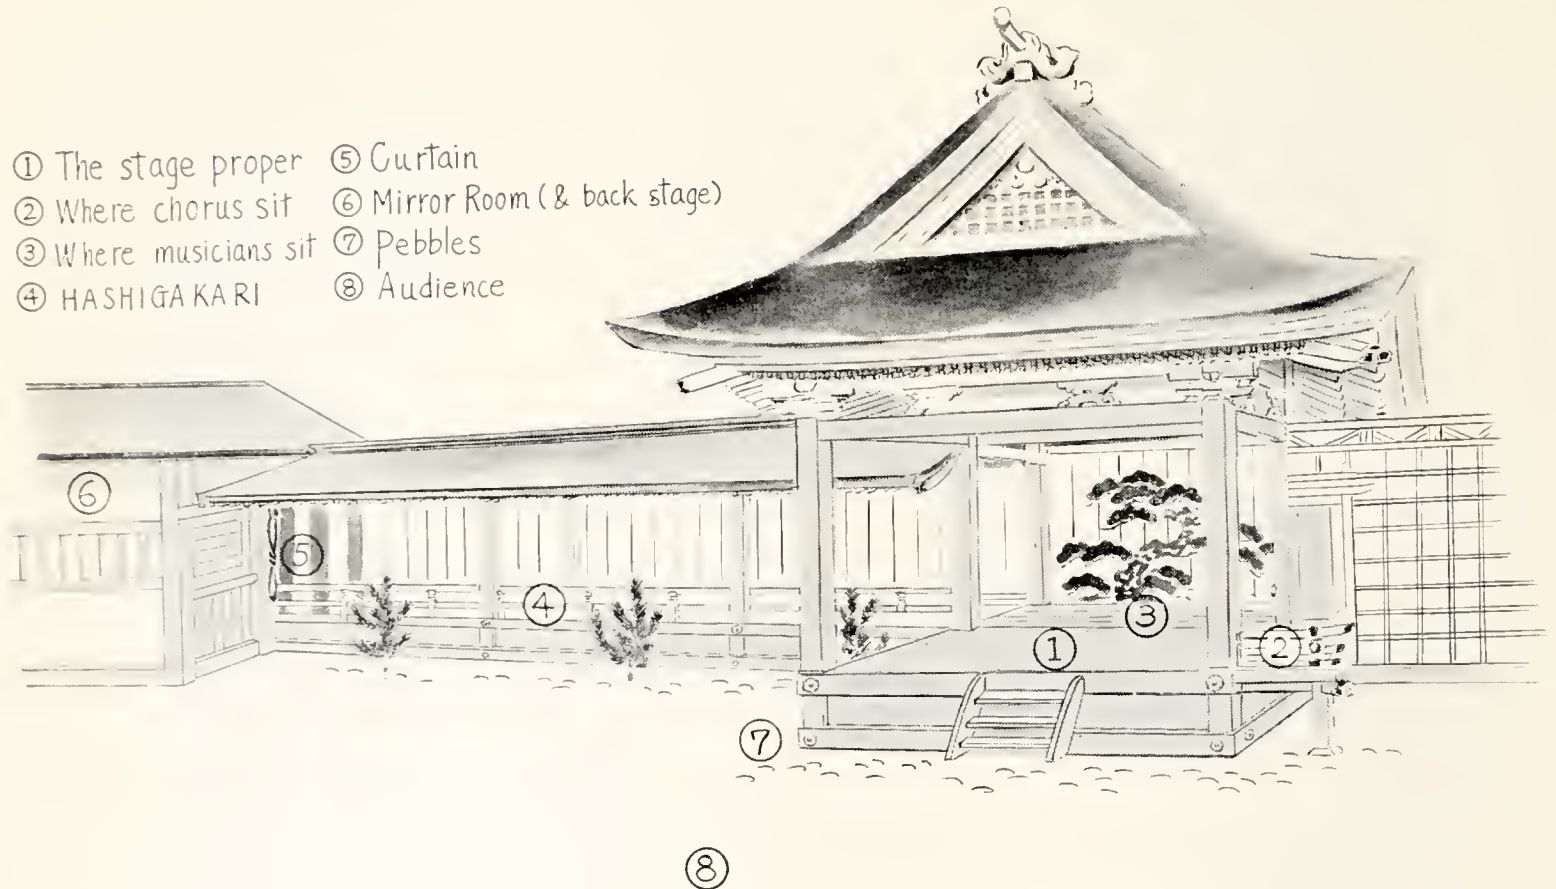 ① The stage proper
② Where chorus sit
③ Where musicians sit
④ HASHIGAKARI
⑤ Curtain
⑥ Mirror Room (& back stage)
⑦ Pebbles
⑧ Audience
⑥
⑤
④
③
①
②
⑦
⑧